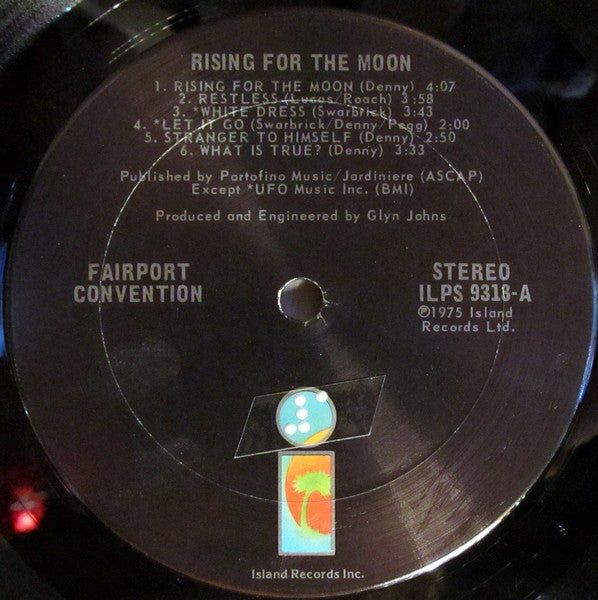 RISING FOR THE MOON
1. RISING FOR THE MOON (Denny) 4:07
2. RESTLESS (Lucas/Roach) 3:58
3. *WHITE DRESS (Swarbrick) 3:43
4. *LET IT GO (Swarbrick/Denny/Pegg) 2:00
5. STRANGER TO HIMSELF (Denny) 2:50
6. WHAT IS TRUE? (Denny) 3:33
Published by Portofino Music/Jardiniere (ASCAP)
Except *UFO Music Inc. (BMI)
Produced and Engineered by Glyn Johns
FAIRPORT
CONVENTION
STEREO
ILPS 9313-A
℗1975 Island
Records Ltd.
Island Records Inc.